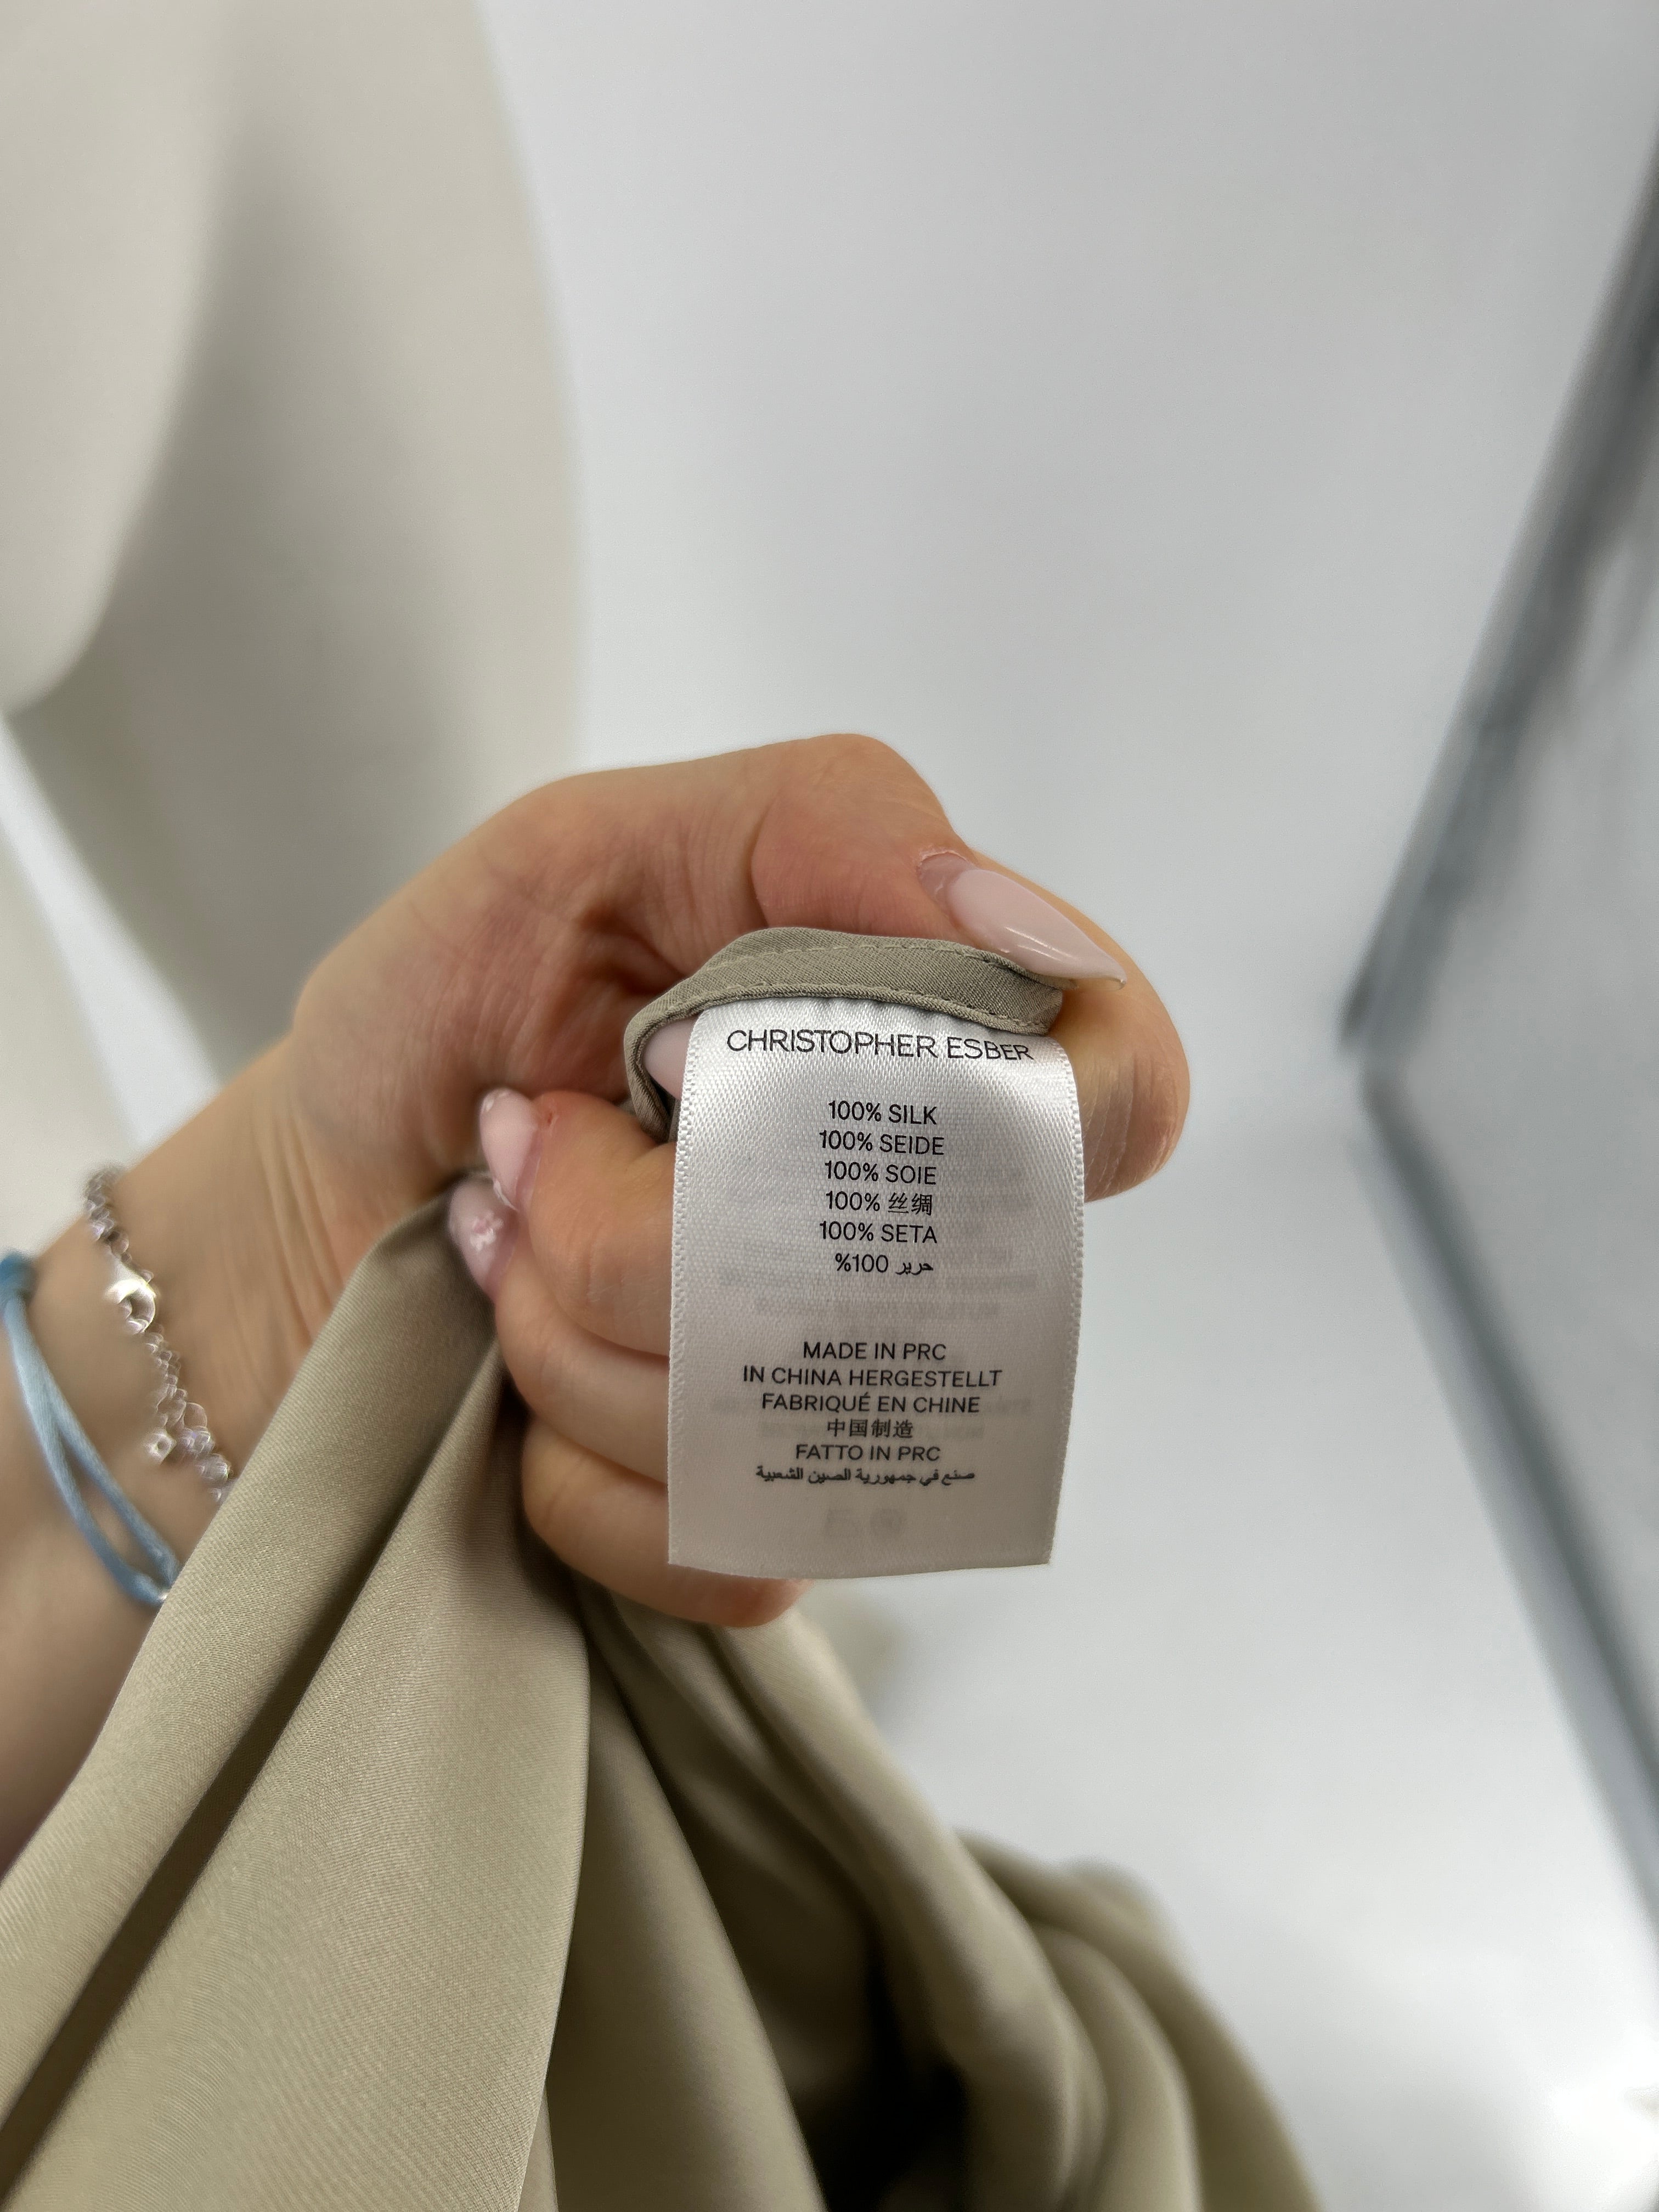 CHRISTOPHER ESBER
100% SILK
100% SEIDE
100% SOIE
100% 丝绸
100% SETA
%100 حرير
MADE IN PRC
IN CHINA HERGESTELLT
FABRIQUÉ EN CHINE
中国制造
FATTO IN PRC
صنع في جمهورية الصين الشعبية